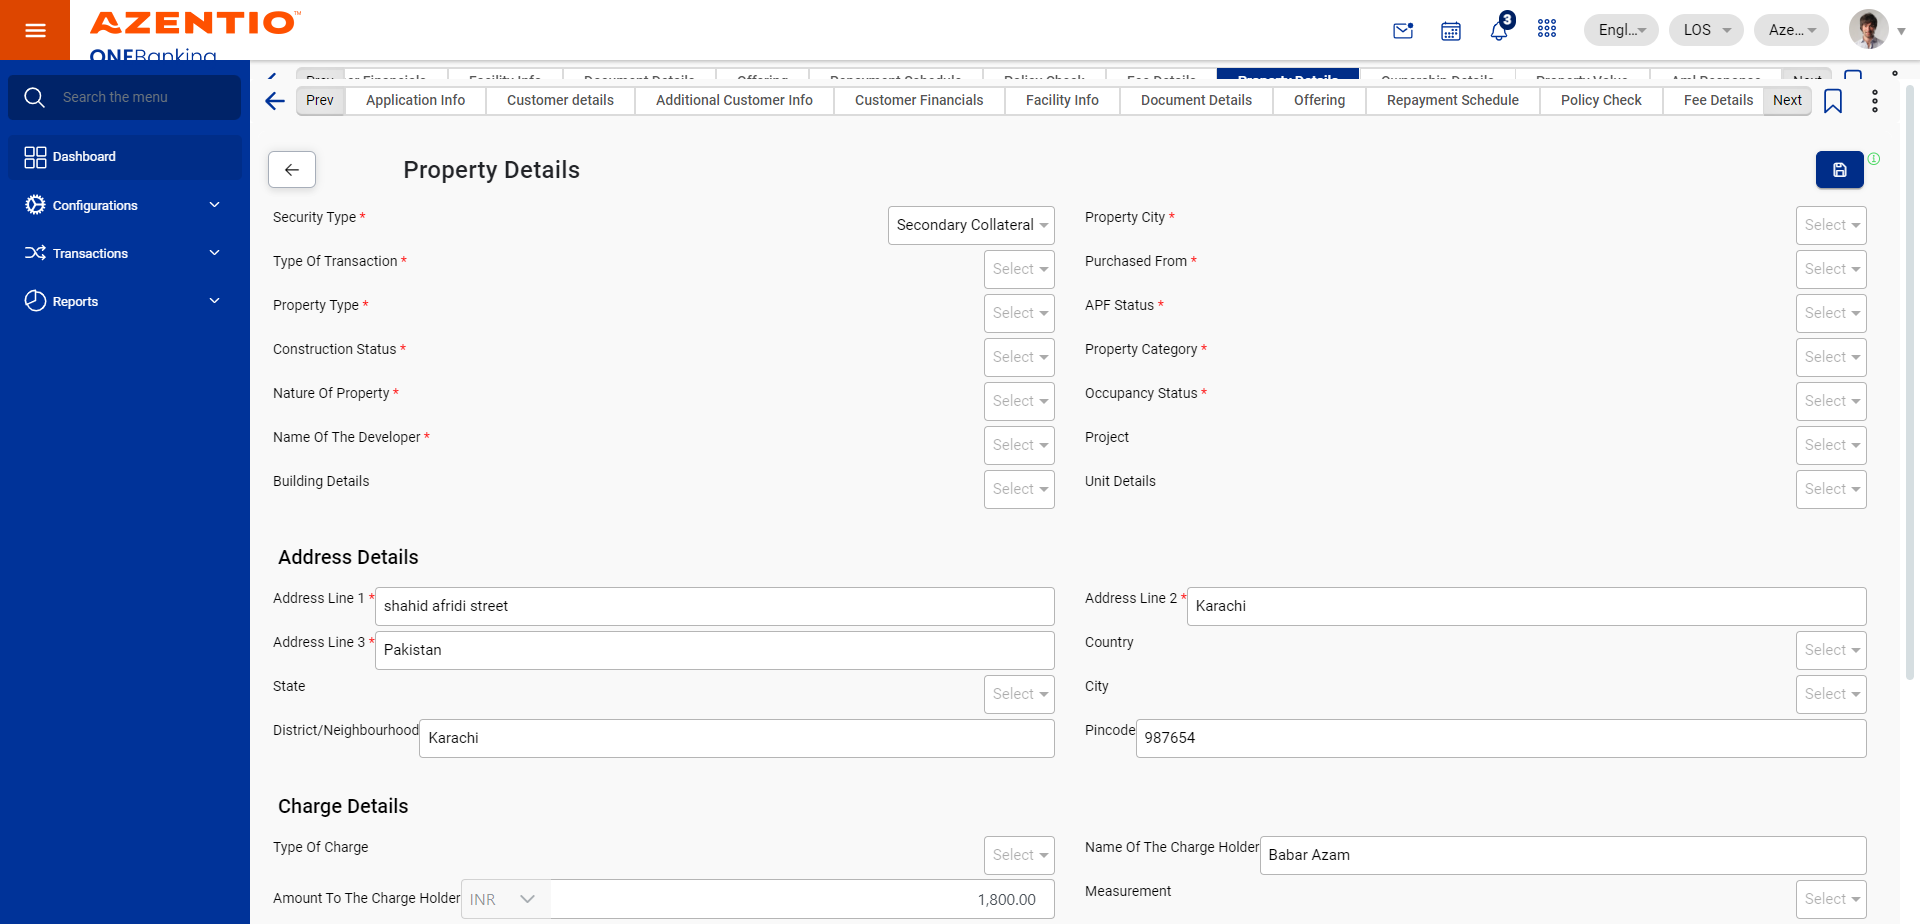 AZENTIO™
ONEBanking
3
Engl...
LOS
Aze...
Search the menu
Dashboard
Configurations
Transactions
Reports
Prev
r Financials
Facility Info
Document Details
Offering
Repayment Schedule
Policy Check
Fee Details
Property Details
Ownership Details
Property Value
Aml Response
Next
Prev
Application Info
Customer details
Additional Customer Info
Customer Financials
Facility Info
Document Details
Offering
Repayment Schedule
Policy Check
Fee Details
Next
Property Details
Security Type *
Secondary Collateral
Property City *
Select
Type Of Transaction *
Select
Purchased From *
Select
Property Type *
Select
APF Status *
Select
Construction Status *
Select
Property Category *
Select
Nature Of Property *
Select
Occupancy Status *
Select
Name Of The Developer *
Select
Project
Select
Building Details
Select
Unit Details
Select
Address Details
Address Line 1 *
shahid afridi street
Address Line 2 *
Karachi
Address Line 3 *
Pakistan
Country
Select
State
Select
City
Select
District/Neighbourhood
Karachi
Pincode
987654
Charge Details
Type Of Charge
Select
Name Of The Charge Holder
Babar Azam
Amount To The Charge Holder
INR
1,800.00
Measurement
Select